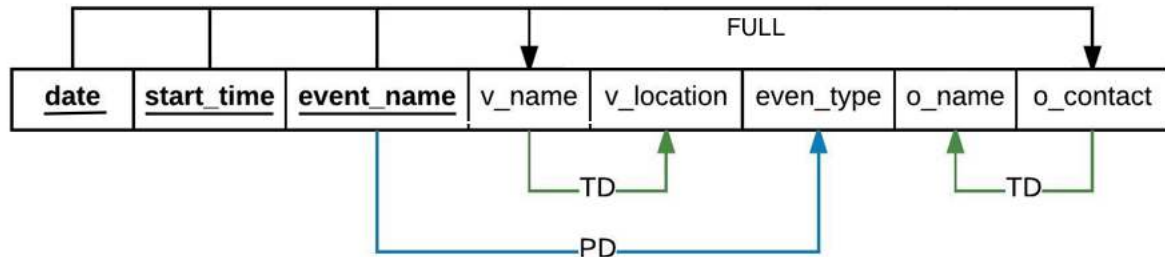 FULL
date start_time event_name v_name v_location even_type o_name o_contact
TD TD
PD